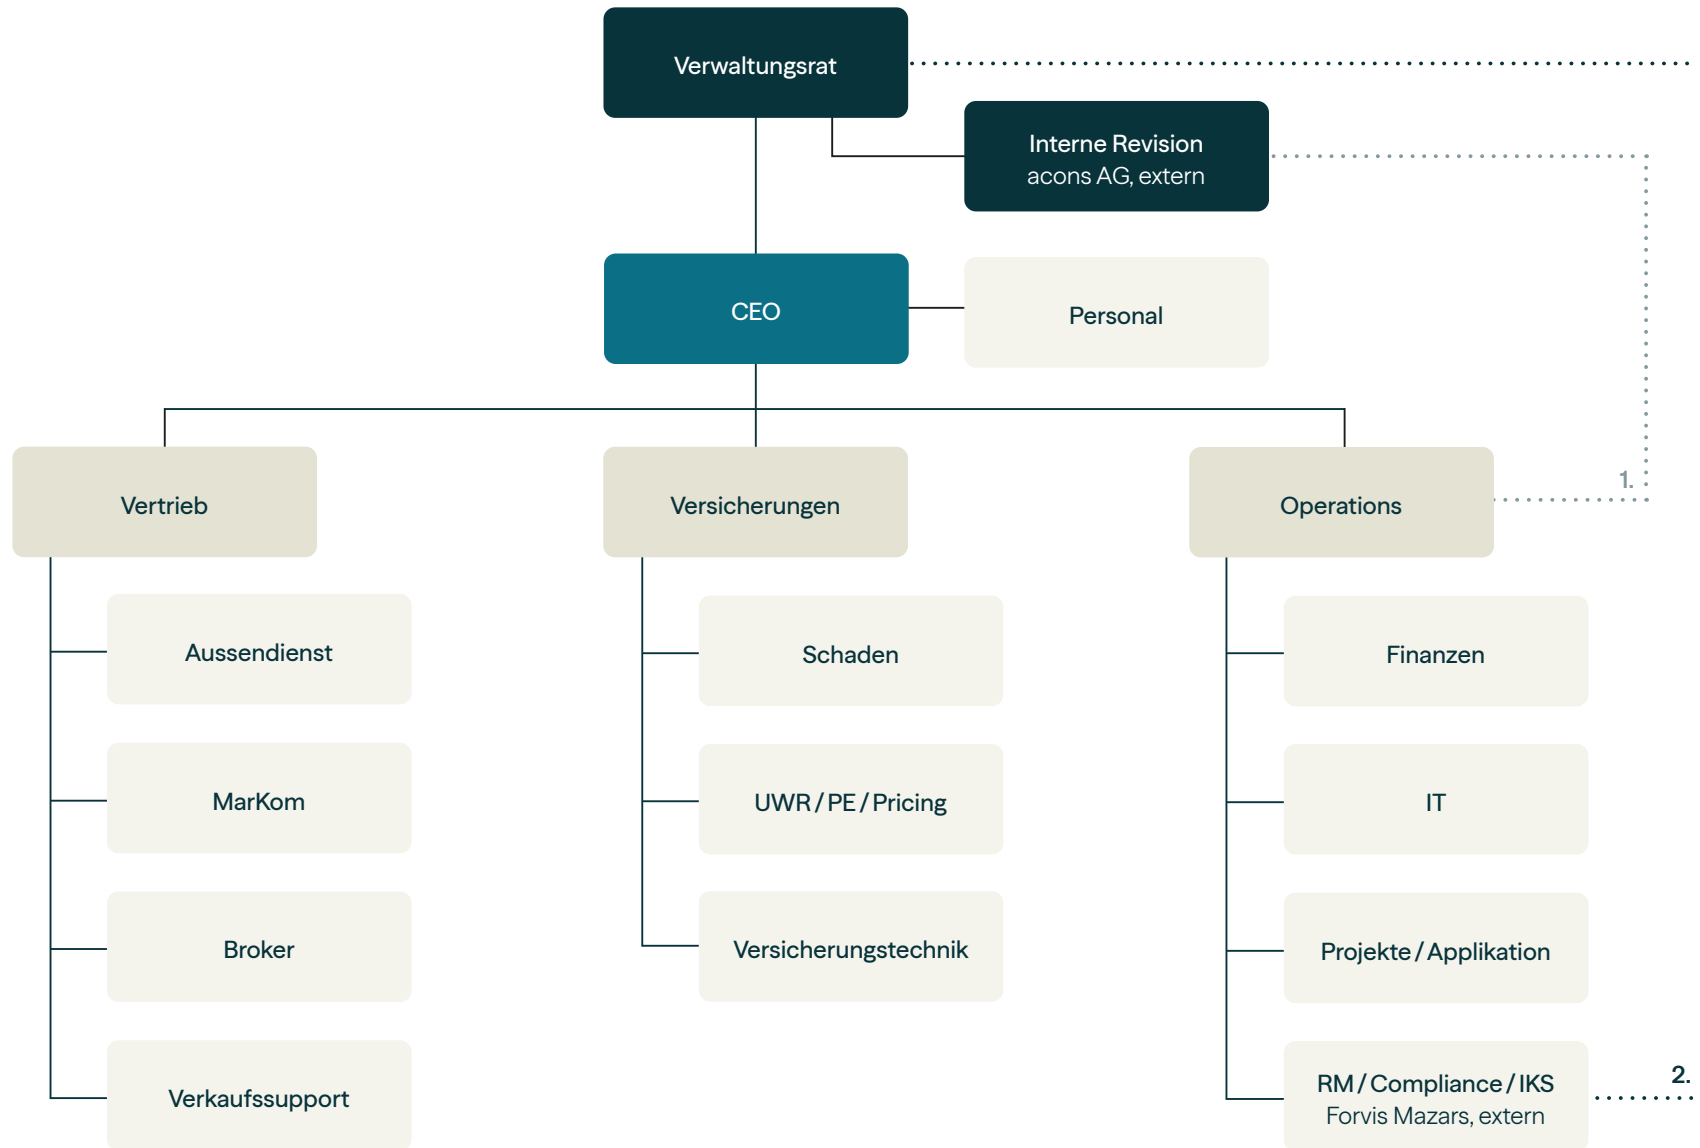 Verwaltungsrat
Interne Revision
acons AG, extern
CEO
Personal
Vertrieb
Versicherungen
Operations
1.
Aussendienst
Schaden
Finanzen
MarKom
UWR / PE / Pricing
IT
Broker
Versicherungstechnik
Projekte / Applikation
Verkaufssupport
RM / Compliance / IKS
Forvis Mazars, extern
2.